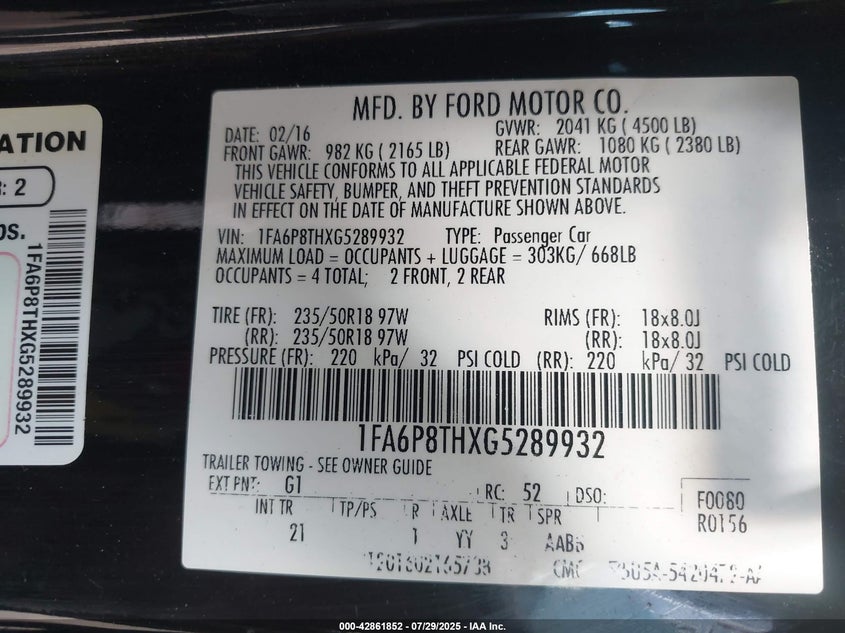 ATION
R: 2
OS.
1FA6P8THXG5289932
MFD. BY FORD MOTOR CO.
DATE: 02/16 GVWR: 2041 KG ( 4500 LB)
FRONT GAWR: 982 KG ( 2165 LB) REAR GAWR: 1080 KG ( 2380 LB)
THIS VEHICLE CONFORMS TO ALL APPLICABLE FEDERAL MOTOR
VEHICLE SAFETY, BUMPER, AND THEFT PREVENTION STANDARDS
IN EFFECT ON THE DATE OF MANUFACTURE SHOWN ABOVE.
VIN: 1FA6P8THXG5289932 TYPE: Passenger Car
MAXIMUM LOAD = OCCUPANTS + LUGGAGE = 303KG/ 668LB
OCCUPANTS = 4 TOTAL; 2 FRONT, 2 REAR
TIRE (FR): 235/50R18 97W RIMS (FR): 18x8.0J
(RR): 235/50R18 97W (RR): 18x8.0J
PRESSURE (FR): 220 kPa/ 32 PSI COLD (RR): 220 kPa/ 32 PSI COLD
1FA6P8THXG5289932
TRAILER TOWING - SEE OWNER GUIDE
EXT PNT: G1 RC: 52 DSO: F0080
INT TR TP/PS R AXLE TR SPR R0156
21 1 YY 3 AABB
000-42861852 / 07/29/2025 - IAA Inc.